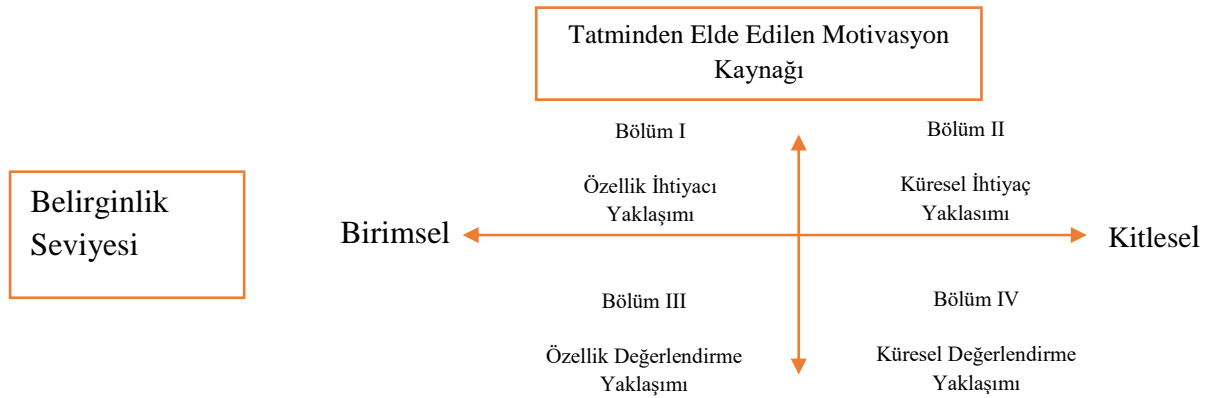 Tatminden Elde Edilen Motivasyon
Kaynağı
Bölüm I
Bölüm II
Özellik İhtiyacı
Yaklaşımı
Küresel İhtiyaç
Yaklasımı
Belirginlik
Seviyesi
Birimsel
Kitlesel
Bölüm III
Bölüm IV
Özellik Değerlendirme
Yaklaşımı
Küresel Değerlendirme
Yaklaşımı